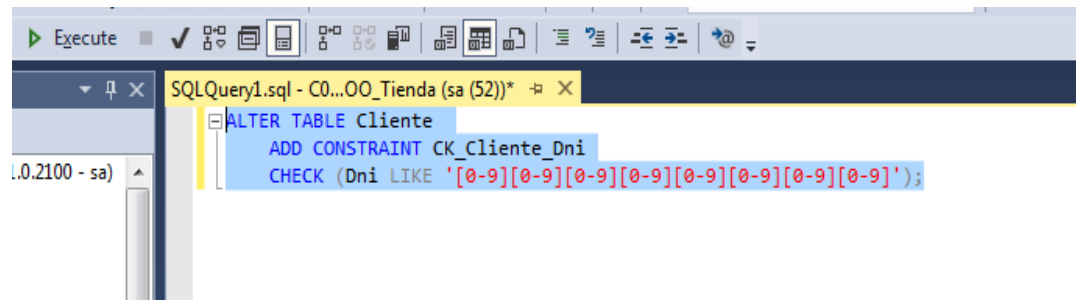 Execute
SQLQuery1.sql - C0...OO_Tienda (sa (52))*
ALTER TABLE Cliente
1.0.2100 - sa)
ADD CONSTRAINT CK_Cliente_Dni
CHECK (Dni LIKE '[0-9][0-9][0-9][0-9][0-9][0-9][0-9][0-9]');